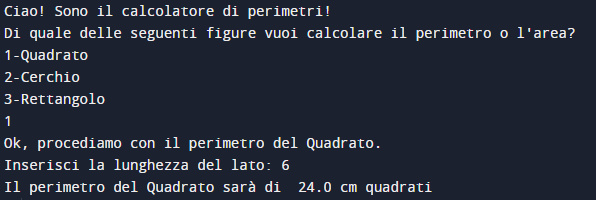 Ciao! Sono il calcolatore di perimetri!
Di quale delle seguenti figure vuoi calcolare il perimetro o l'area?
1-Quadrato
2-Cerchio
3-Rettangolo
1
Ok, procediamo con il perimetro del Quadrato.
Inserisci la lunghezza del lato: 6
Il perimetro del Quadrato sarà di  24.0 cm quadrati